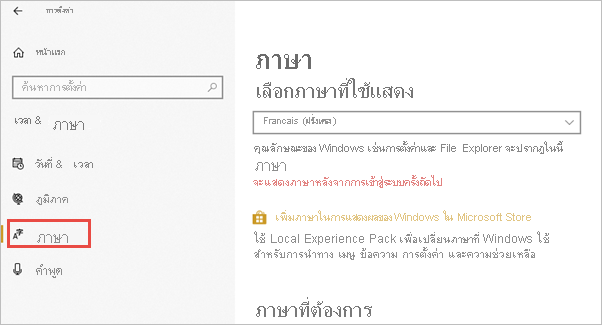 การตั้งค่า
หน้าแรก
ค้นหาการตั้งค่า
เวลา & ภาษา
วันที่ & เวลา
ภูมิภาค
ภาษา
คำพูด
ภาษา
เลือกภาษาที่ใช้แสดง
Francais (ฝรั่งเศส)
คุณลักษณะของ Windows เช่นการตั้งค่าและ File Explorer จะปรากฏในนี้
ภาษา
จะแสดงภาษาหลังจากการเข้าสู่ระบบครั้งถัดไป
เพิ่มภาษาในการแสดงผลของWindows ใน Microsoft Store
ใช้ Local Experience Pack เพื่อเปลี่ยนภาษาที่ Windows ใช้
สำหรับการนำทาง เมนู ข้อความ การตั้งค่า และความช่วยเหลือ
ภาษาที่ต้องการ